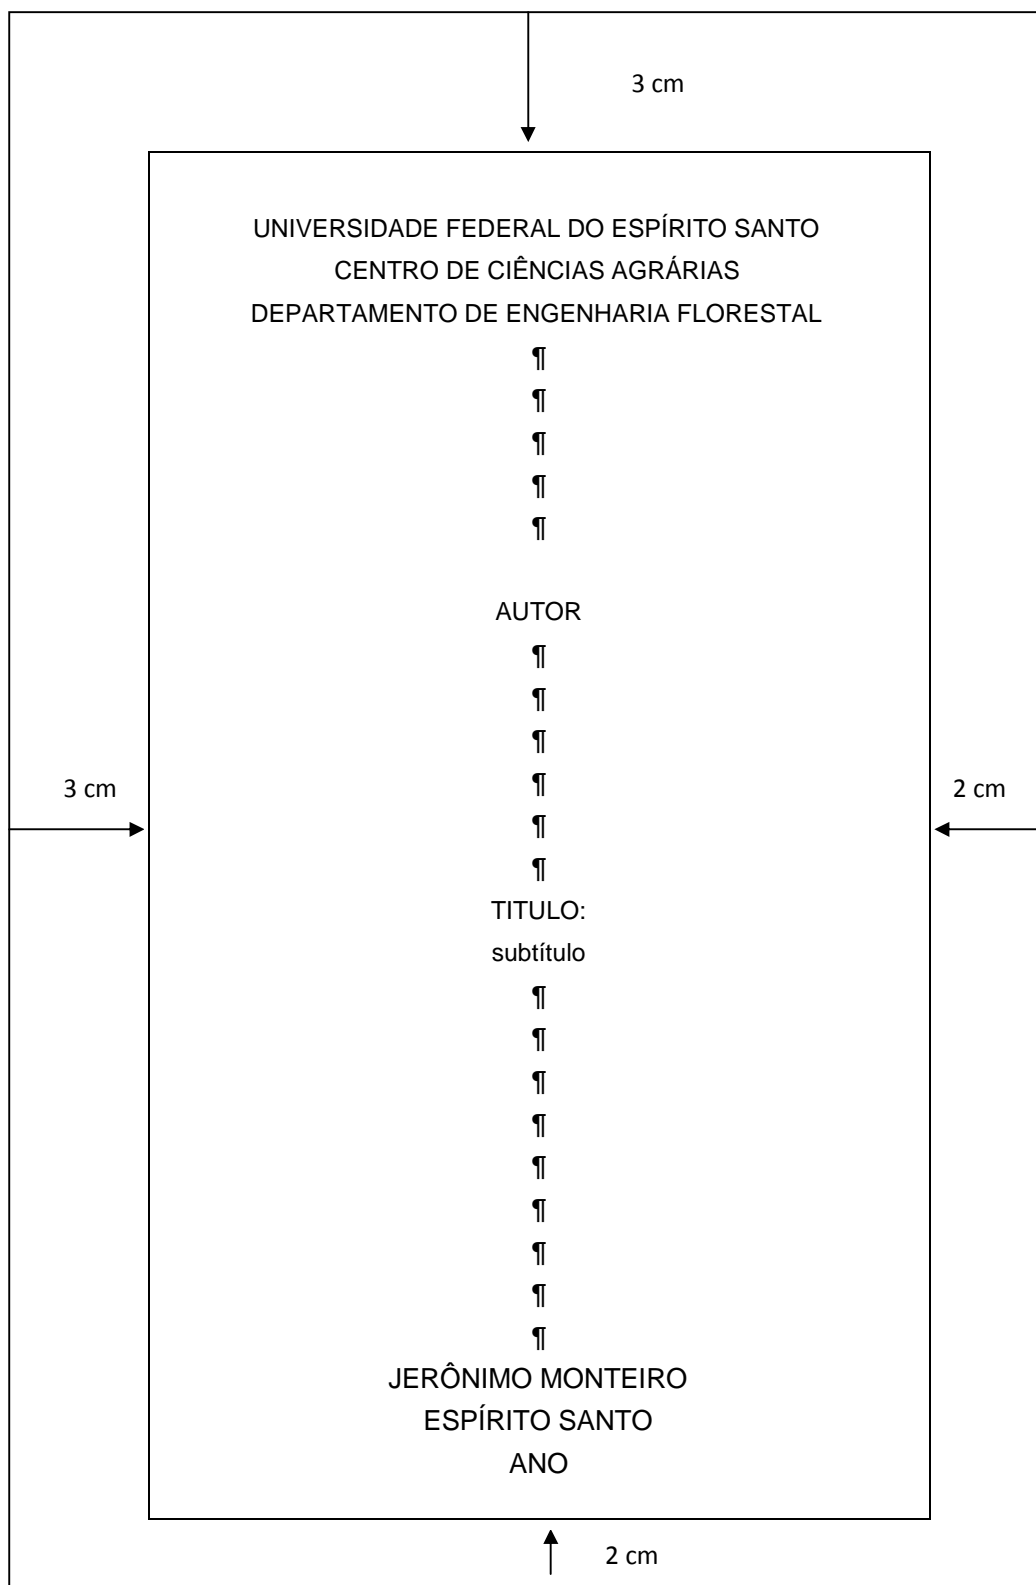 3 cm
UNIVERSIDADE FEDERAL DO ESPÍRITO SANTO
CENTRO DE CIÊNCIAS AGRÁRIAS
DEPARTAMENTO DE ENGENHARIA FLORESTAL
¶
¶
¶
¶
¶
AUTOR
¶
¶
¶
¶
¶
¶
3 cm
2 cm
TITULO:
subtítulo
¶
¶
¶
¶
¶
¶
¶
¶
¶
JERÔNIMO MONTEIRO
ESPÍRITO SANTO
ANO
2 cm